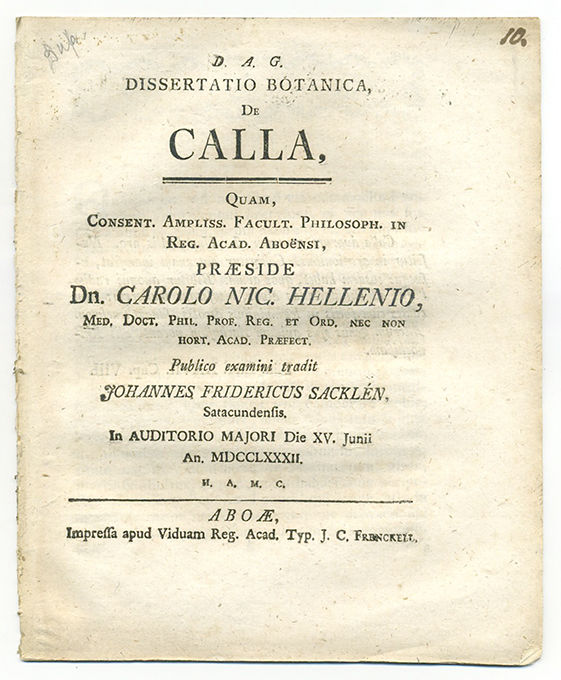 10.
D. A. G.
DISSERTATIO BOTANICA,
DE
CALLA,
QUAM,
CONSENT. AMPLISS. FACULT. PHILOSOPH. IN
REG. ACAD. ABOËNSI,
PRÆSIDE
Dn. CAROLO NIC. HELLENIO,
MED. DOCT. PHIL. PROF. REG. ET ORD. NEC NON
HORT. ACAD. PRÆFECT.
Publico examini tradit
JOHANNES FRIDERICUS SACKLÉN,
Satacundenſis.
In AUDITORIO MAJORI Die XV. Junii
An. MDCCLXXXII.
H. A. M. C.
ABOÆ,
Impreſſa apud Viduam Reg. Acad. Typ. J. C. FRENCKELL.